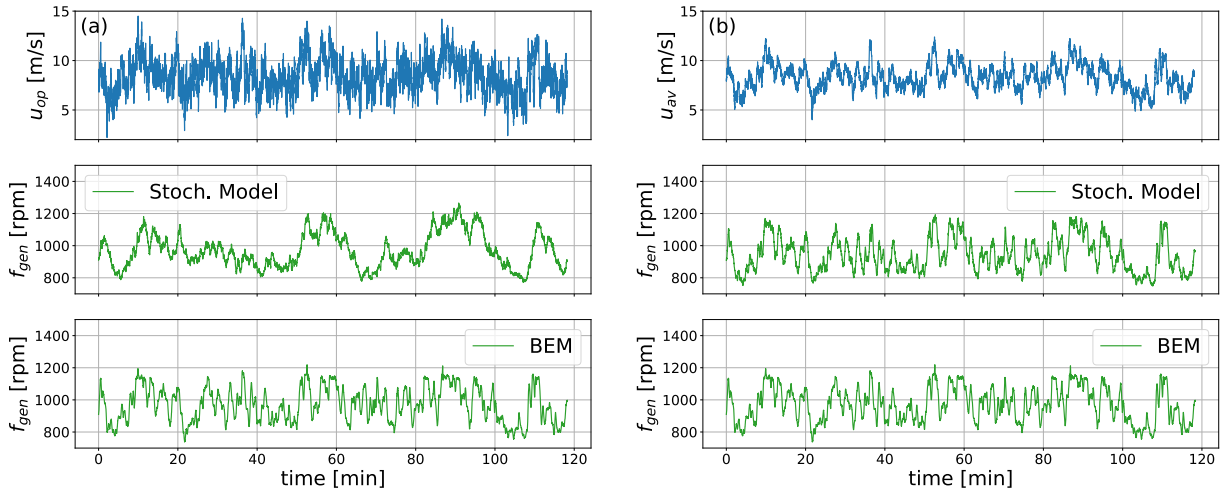 (a)
15
10
5
u_op [m/s]
1400
1200
1000
800
f_gen [rpm]
Stoch. Model
1400
1200
1000
800
f_gen [rpm]
BEM
0 20 40 60 80 100 120
time [min]
(b)
15
10
5
u_av [m/s]
1400
1200
1000
800
f_gen [rpm]
Stoch. Model
1400
1200
1000
800
f_gen [rpm]
BEM
0 20 40 60 80 100 120
time [min]